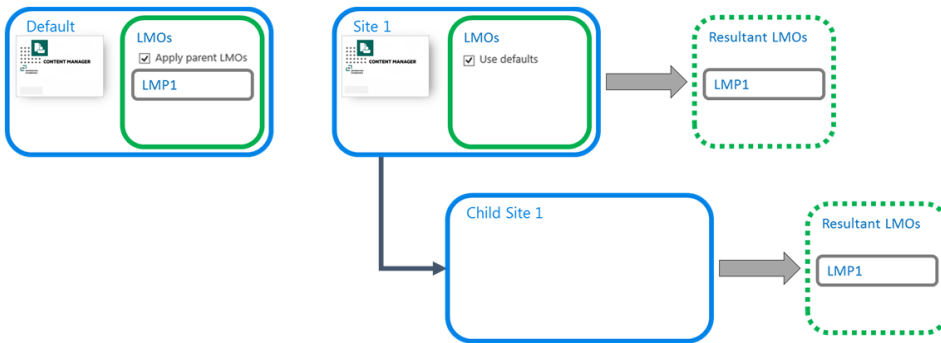 Default
CONTENT MANAGER
LMOs
Apply parent LMOs
LMP1
Site 1
CONTENT MANAGER
LMOs
Use defaults
Resultant LMOs
LMP1
Child Site 1
Resultant LMOs
LMP1